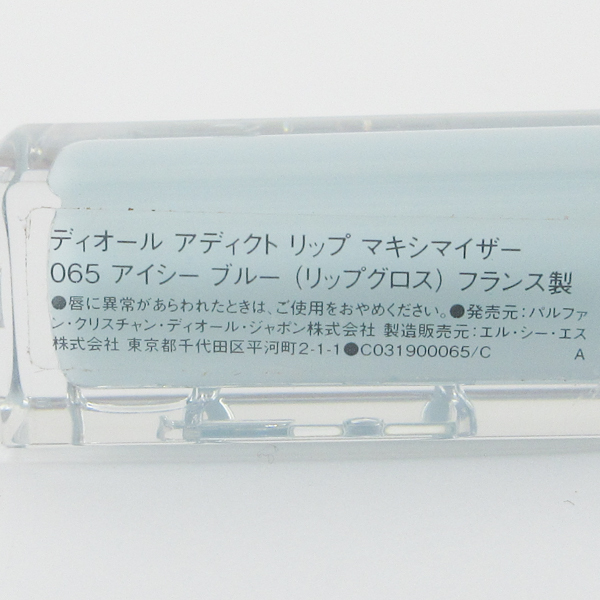 ディオール アディクト リップ マキシマイザー
065 アイシー ブルー (リップグロス) フランス製
●唇に異常があらわれたときは、ご使用をおやめください。●発売元:パルファ
ン・クリスチャン・ディオール・ジャポン株式会社 製造販売元:エル・シー・エス
株式会社 東京都千代田区平河町2-1-1●C031900065/C A